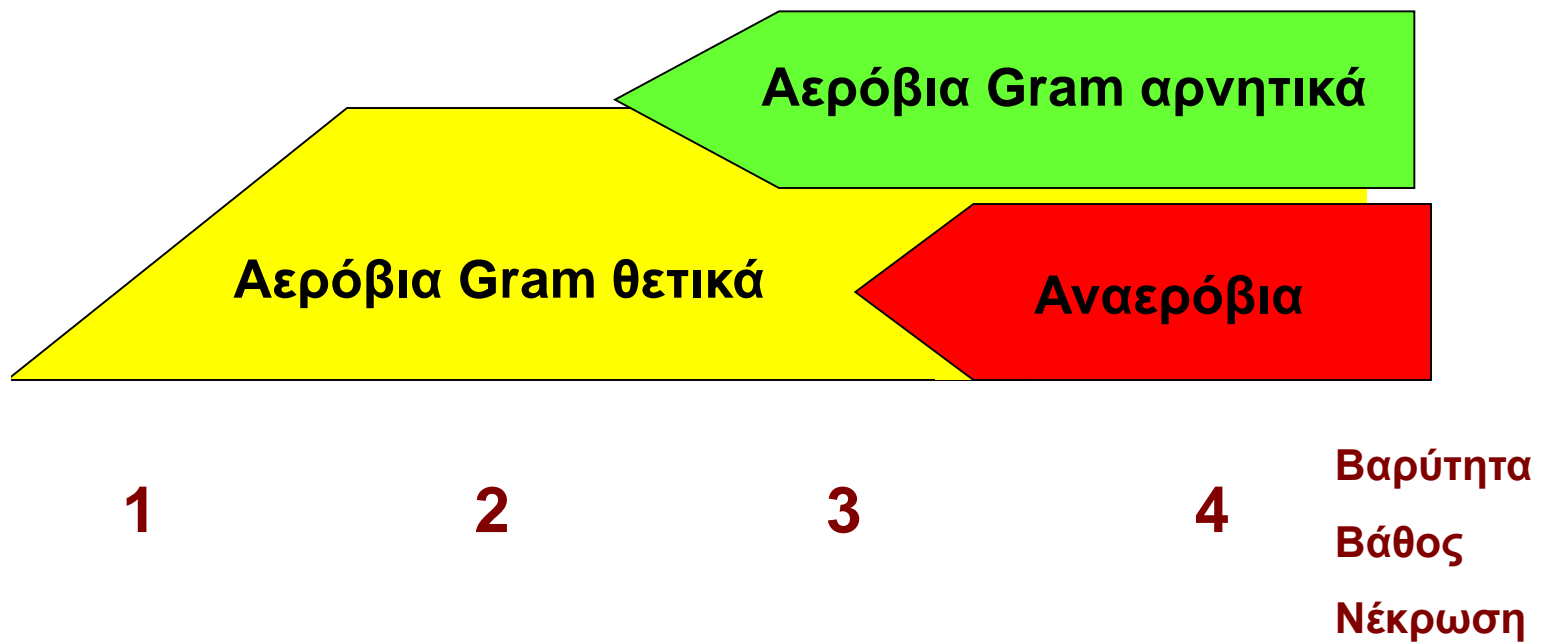 Αερόβια Gram αρνητικά
Αερόβια Gram θετικά
Αναερόβια
1 2 3 4
Βαρύτητα
Βάθος
Νέκρωση